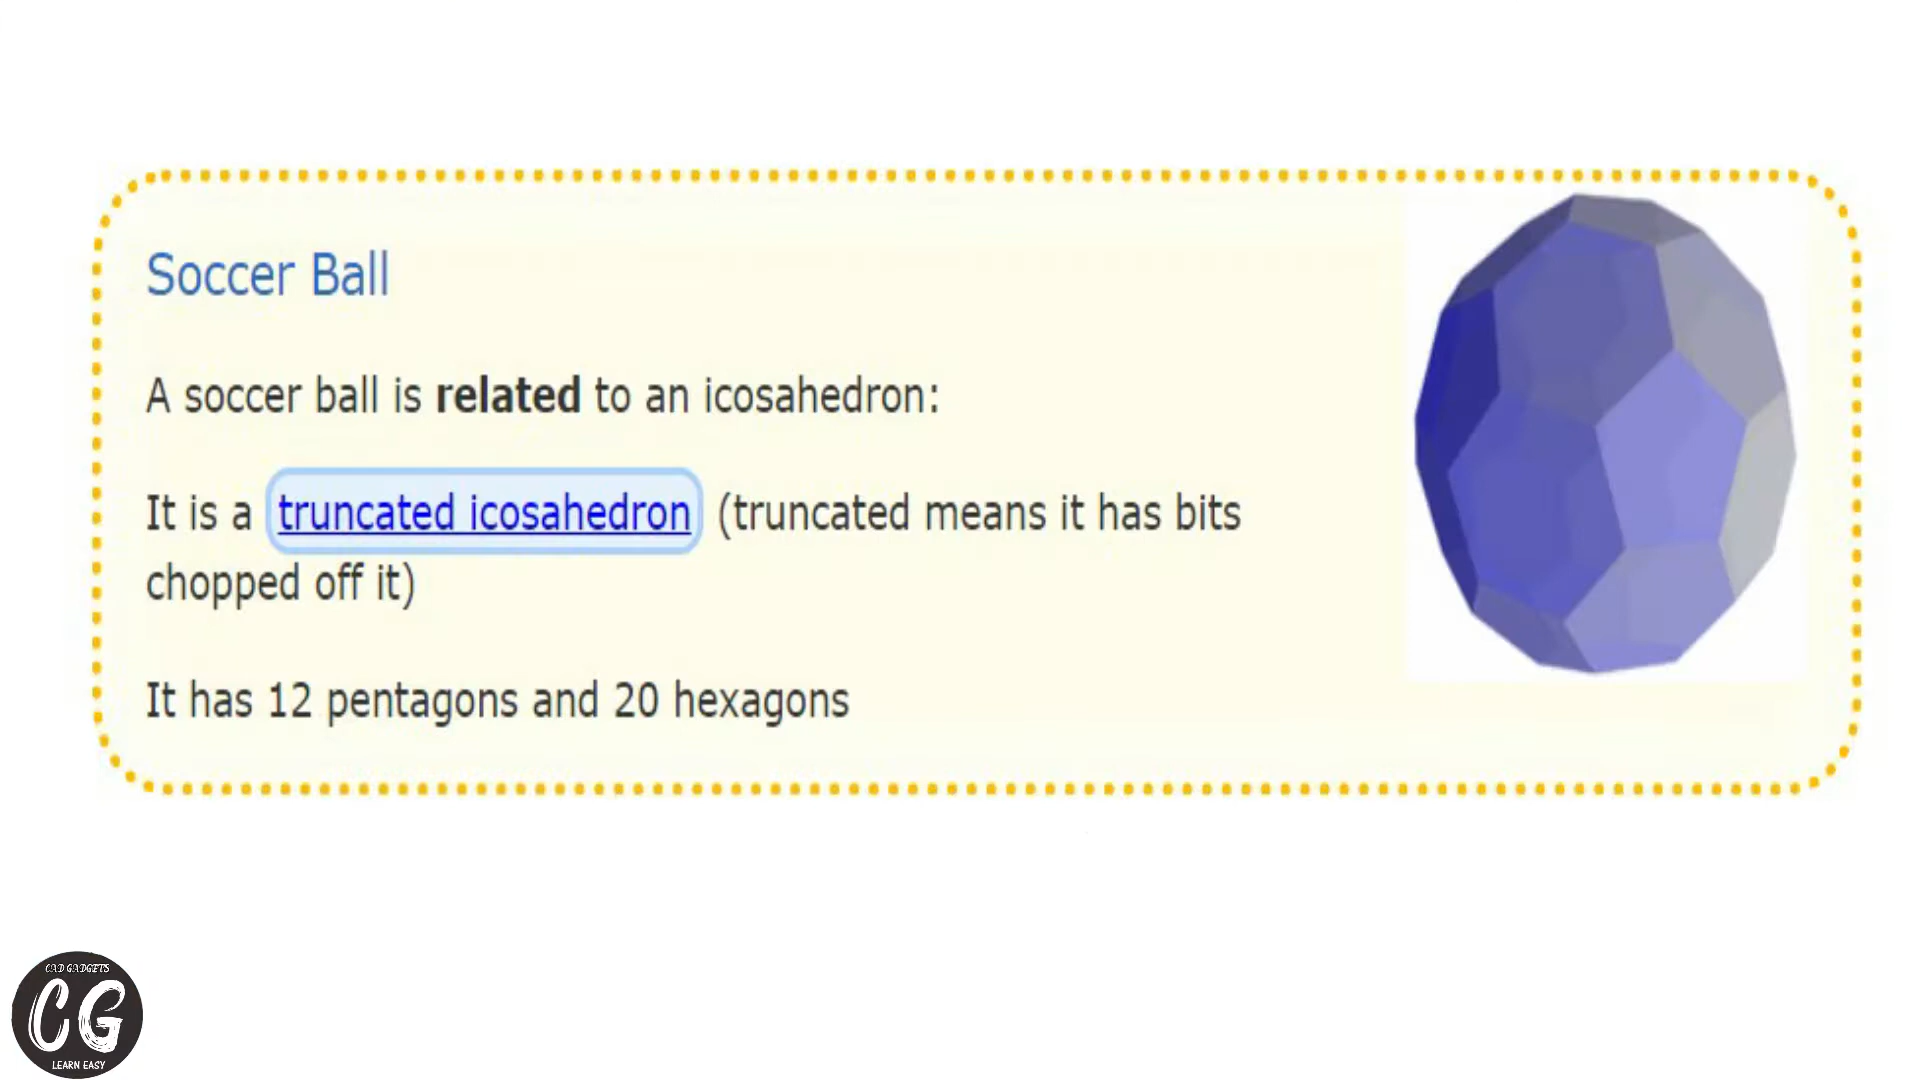 Soccer Ball
A soccer ball is related to an icosahedron:
It is a truncated icosahedron (truncated means it has bits
chopped off it)
It has 12 pentagons and 20 hexagons
CAD GADGETS
CG
LEARN EASY